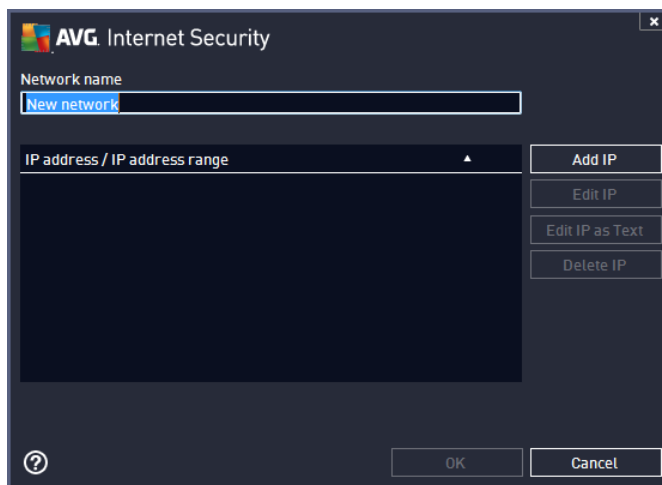 AVG. Internet Security
x
Network name
New network
IP address / IP address range
Add IP
Edit IP
Edit IP as Text
Delete IP
?
OK
Cancel